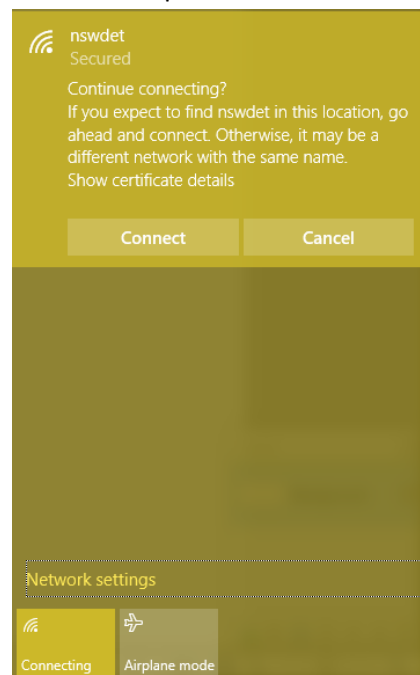 nswdet
Secured
Continue connecting?
If you expect to find nswdet in this location, go
ahead and connect. Otherwise, it may be a
different network with the same name.
Show certificate details
Connect Cancel
Network settings
Connecting Airplane mode